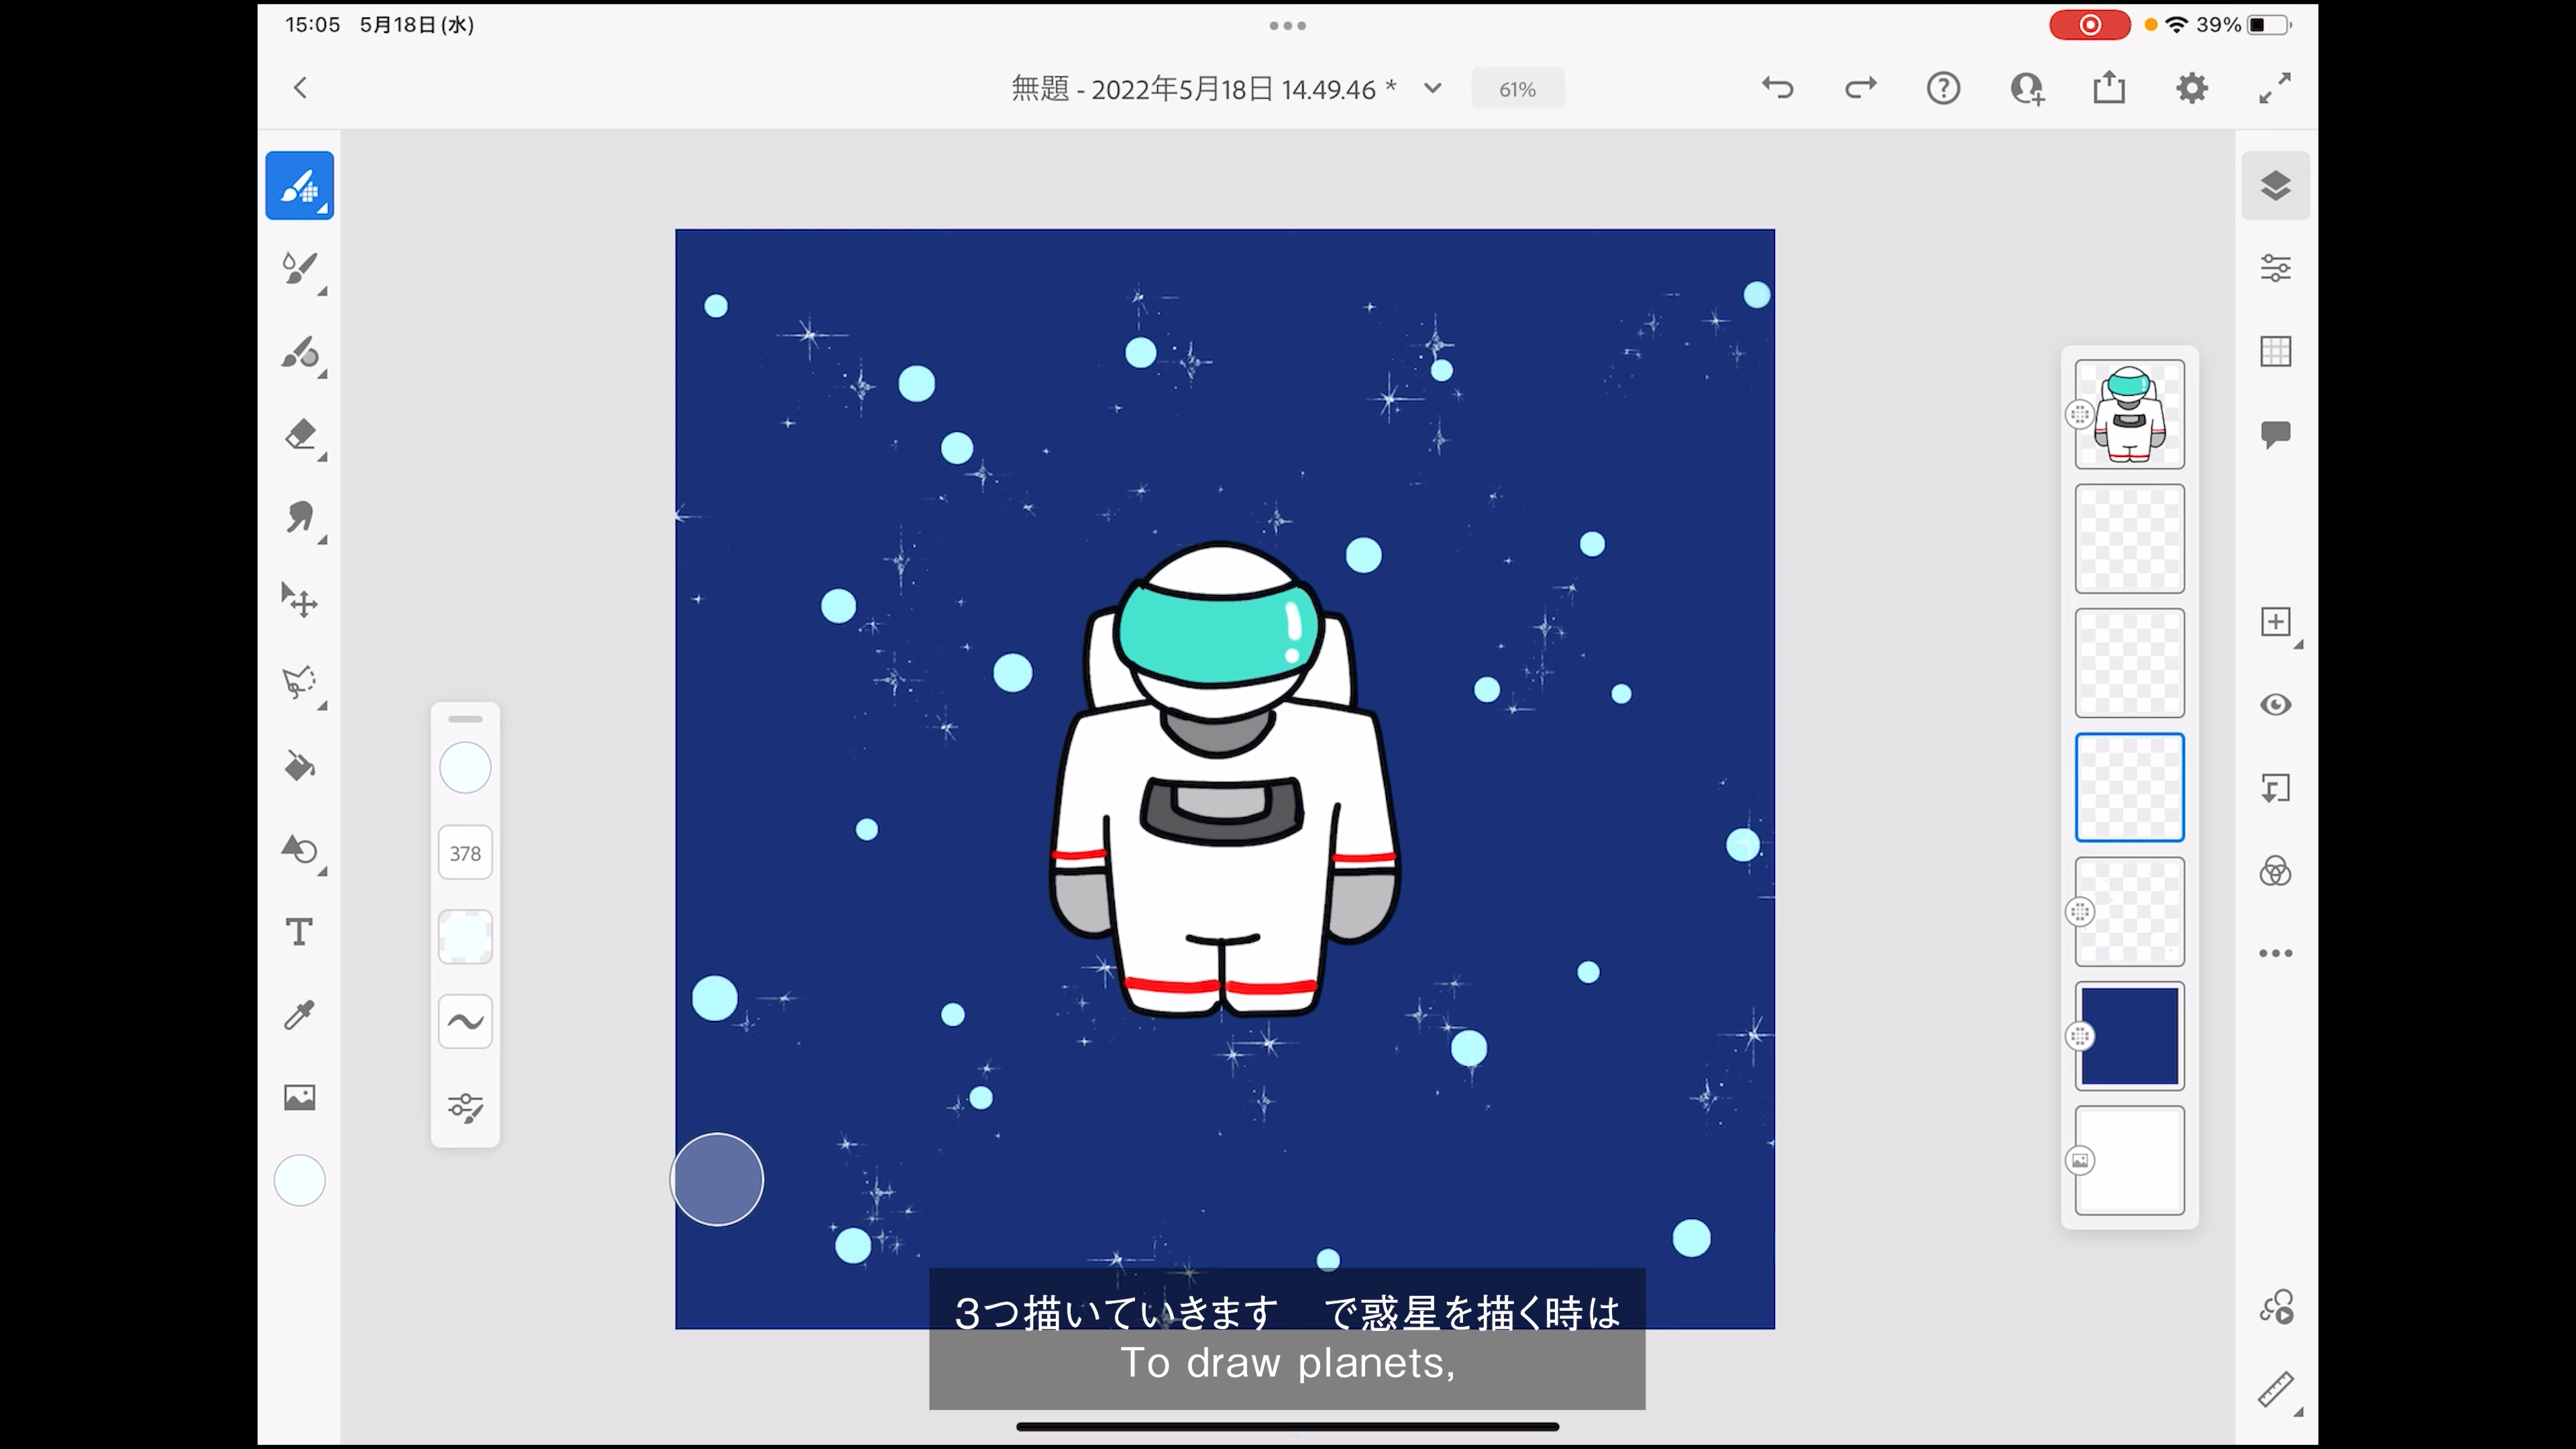 15:05 5月18日(水)
39%
無題 - 2022年5月18日 14.49.46 *
61%
378
T
３つ描いていきます　で惑星を描く時は
To draw planets,